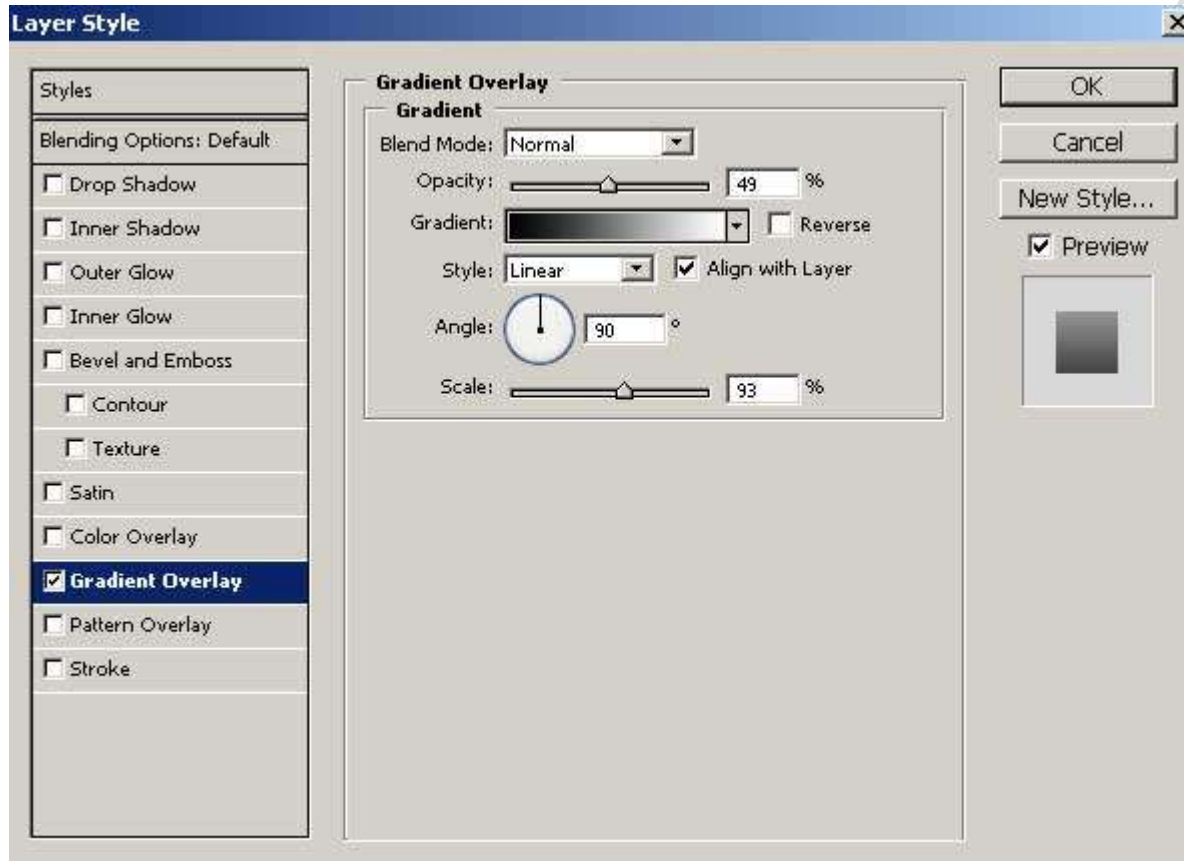 Layer Style
Styles
Blending Options: Default
Drop Shadow
Inner Shadow
Outer Glow
Inner Glow
Bevel and Emboss
Contour
Texture
Satin
Color Overlay
Gradient Overlay
Pattern Overlay
Stroke
Gradient Overlay
Gradient
Blend Mode: Normal
Opacity: 49 %
Gradient: Reverse
Style: Linear Align with Layer
Angle: 90 °
Scale: 93 %
OK
Cancel
New Style...
Preview